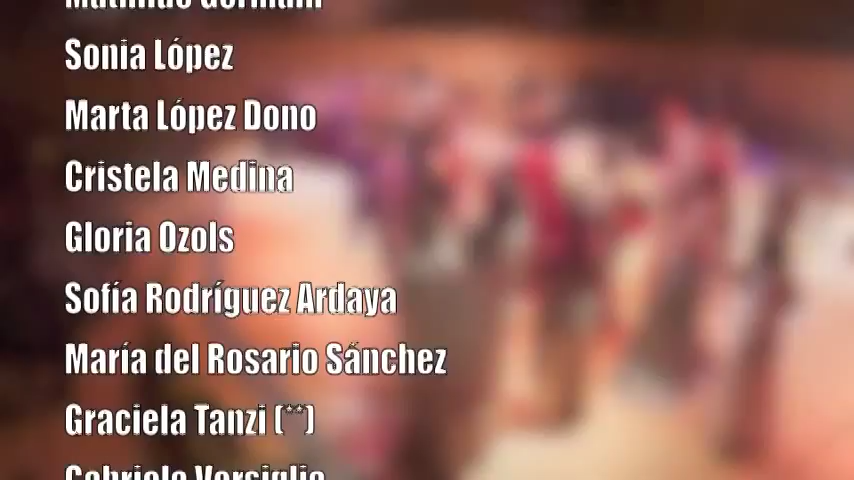 Sonia López
Marta López Dono
Cristela Medina
Gloria Ozols
Sofía Rodríguez Ardaya
María del Rosario Sánchez
Graciela Tanzi (**)